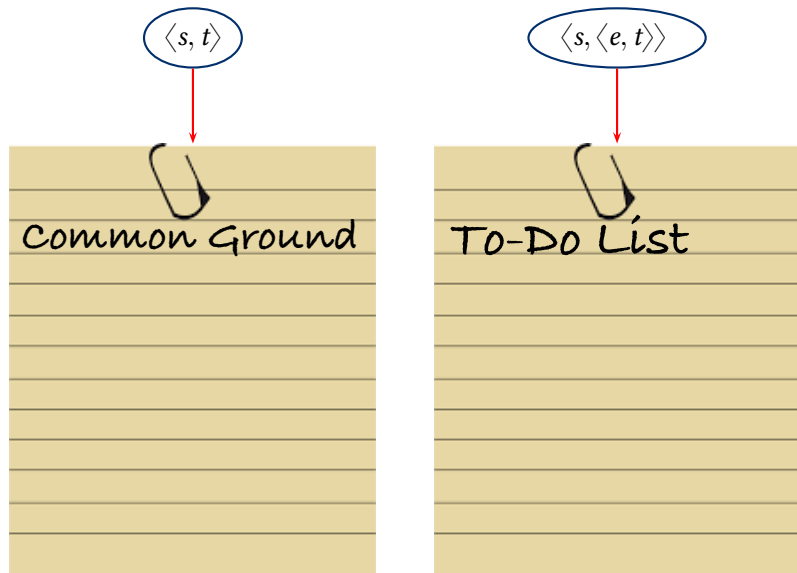 ⟨s, t⟩
⟨s, ⟨e, t⟩⟩
Common Ground
To-Do List